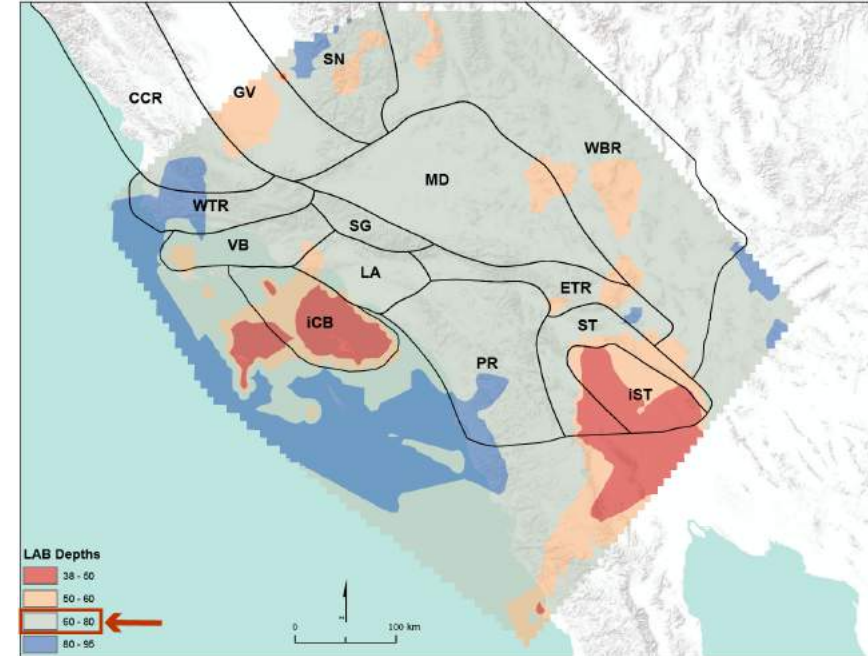 SN
CCR
GV
WBR
MD
WTR
SG
VB
LA
ETR
iCB
ST
PR
iST
LAB Depths
38 - 50
50 - 60
60 - 80
80 - 95
0 100 km